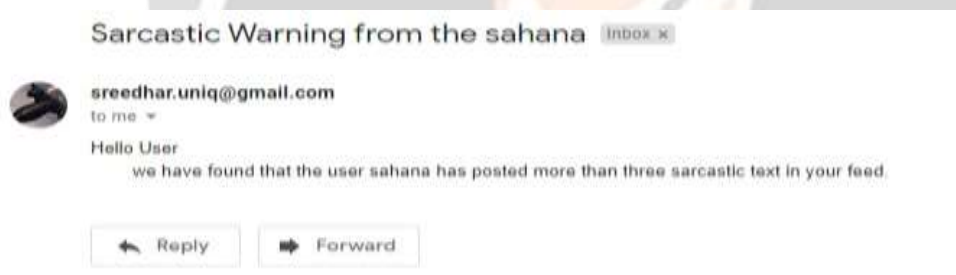 Sarcastic Warning from the sahana Inbox x
sreedhar.uniq@gmail.com
to me
Hello User
we have found that the user sahana has posted more than three sarcastic text in your feed.
Reply Forward